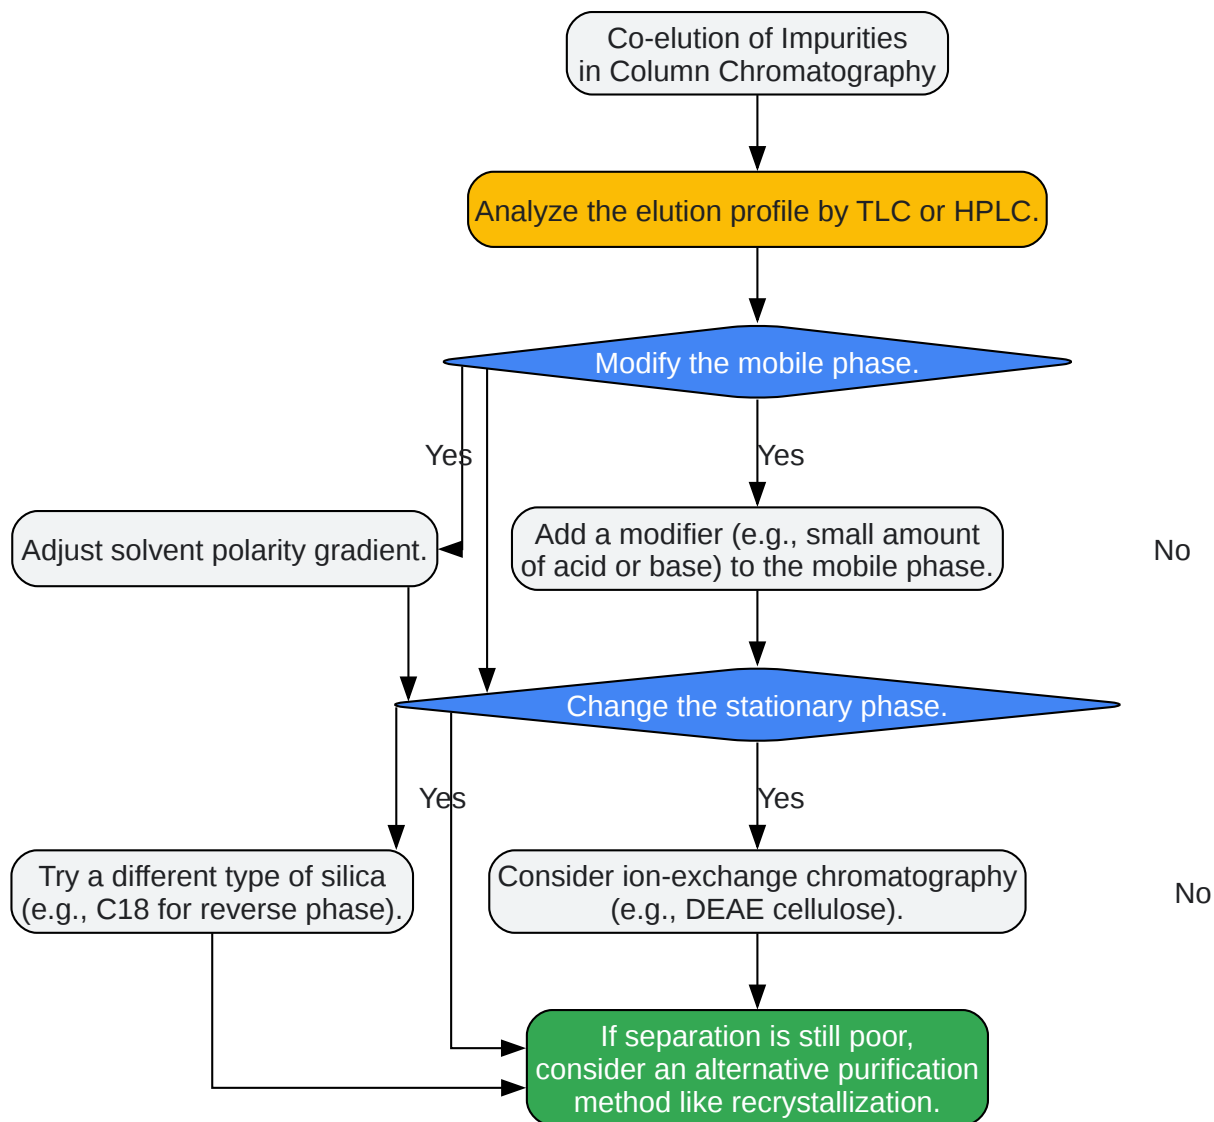 Co-elution of Impurities
in Column Chromatography
Analyze the elution profile by TLC or HPLC.
Modify the mobile phase.
Yes
Yes
Adjust solvent polarity gradient.
Add a modifier (e.g., small amount
of acid or base) to the mobile phase.
No
Change the stationary phase.
Yes
Yes
Try a different type of silica
(e.g., C18 for reverse phase).
Consider ion-exchange chromatography
(e.g., DEAE cellulose).
No
If separation is still poor,
consider an alternative purification
method like recrystallization.